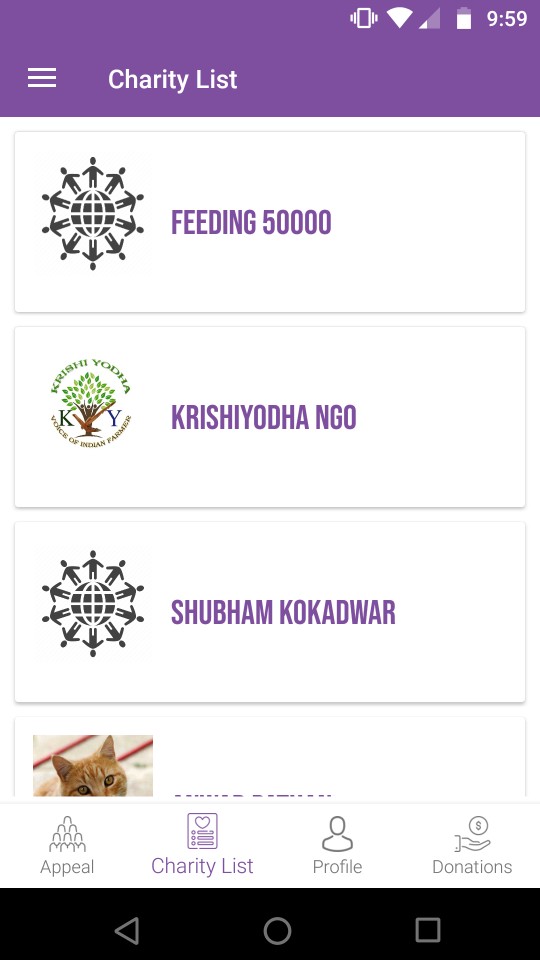 9:59
Charity List
FEEDING 50000
KRISHI YODHA
K Y
VOICE OF INDIAN FARMER
KRISHIYODHA NGO
SHUBHAM KOKADWAR
$
Appeal
Charity List
Profile
Donations